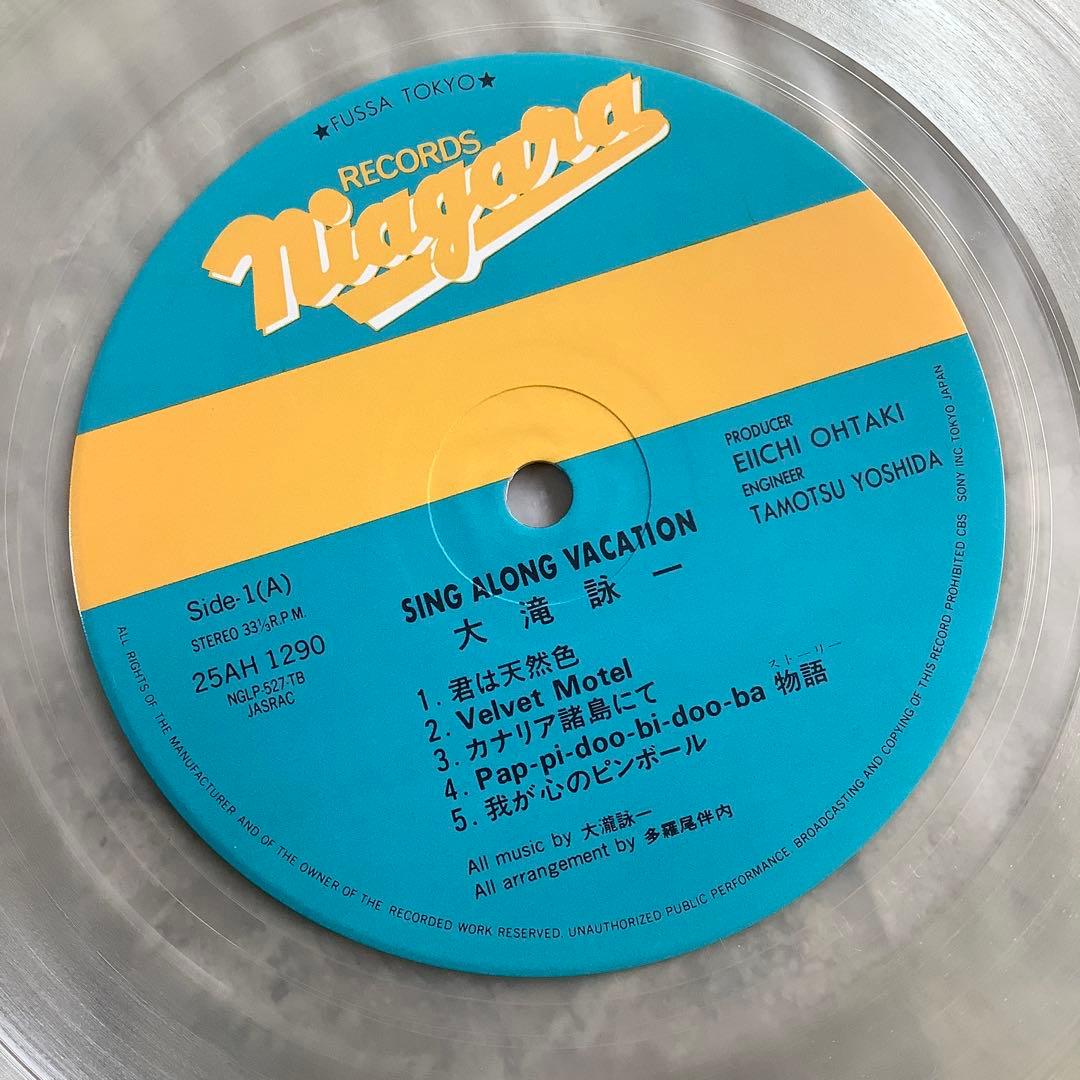 ★FUSSA TOKYO★
RECORDS
Niagara
PRODUCER
EIICHI OHTAKI
ENGINEER
TAMOTSU YOSHIDA
Side-1(A)
STEREO 33⅓R.P.M.
25AH 1290
NGLP-527-TB
JASRAC
SING ALONG VACATION
大滝詠一
1. 君は天然色
2. Velvet Motel
3. カナリア諸島にて
4. Pap-pi-doo-bi-doo-ba 物語
ストーリー
5. 我が心のピンボール
All music by 大瀧詠一
All arrangement by 多羅尾伴内
ALL RIGHTS OF THE MANUFACTURER AND OF THE OWNER OF THE RECORDED WORK RESERVED. UNAUTHORIZED PUBLIC PERFORMANCE BROADCASTING AND COPYING OF THIS RECORD PROHIBITED CBS SONY INC TOKYO JAPAN